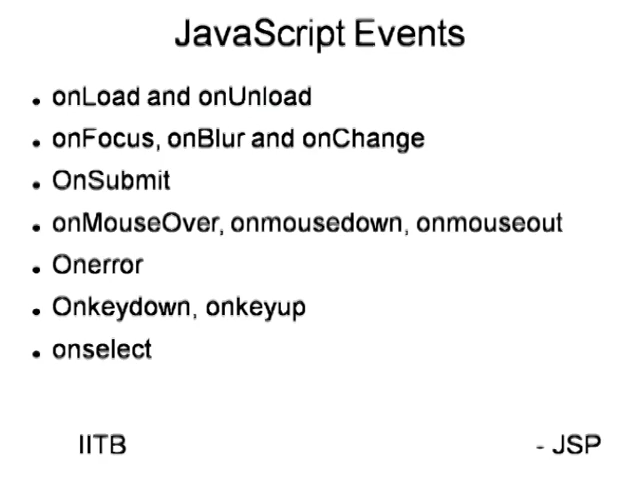 JavaScript Events
• onLoad and onUnload
• onFocus, onBlur and onChange
• OnSubmit
• onMouseOver, onmousedown, onmouseout
• Onerror
• Onkeydown, onkeyup
• onselect
IITB - JSP